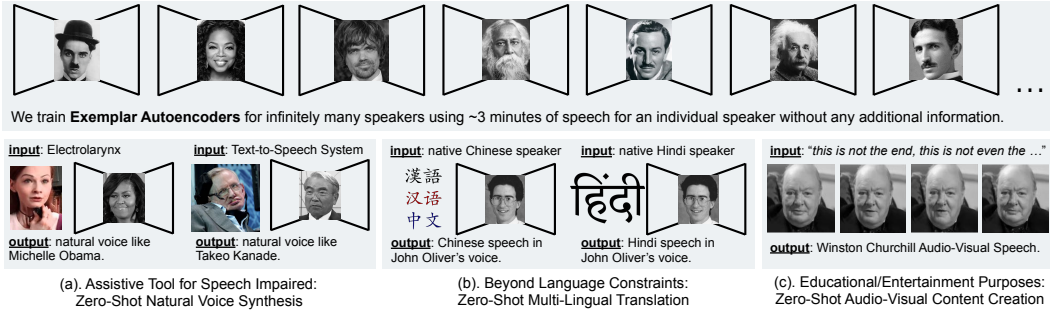 ...
We train Exemplar Autoencoders for infinitely many speakers using ~3 minutes of speech for an individual speaker without any additional information.
input: Electrolarynx
output: natural voice like
Michelle Obama.
input: Text-to-Speech System
output: natural voice like
Takeo Kanade.
(a). Assistive Tool for Speech Impaired:
Zero-Shot Natural Voice Synthesis
input: native Chinese speaker
漢語
汉语
中文
output: Chinese speech in
John Oliver's voice.
input: native Hindi speaker
हिंदी
output: Hindi speech in
John Oliver's voice.
(b). Beyond Language Constraints:
Zero-Shot Multi-Lingual Translation
input: "this is not the end, this is not even the ..."
output: Winston Churchill Audio-Visual Speech.
(c). Educational/Entertainment Purposes:
Zero-Shot Audio-Visual Content Creation